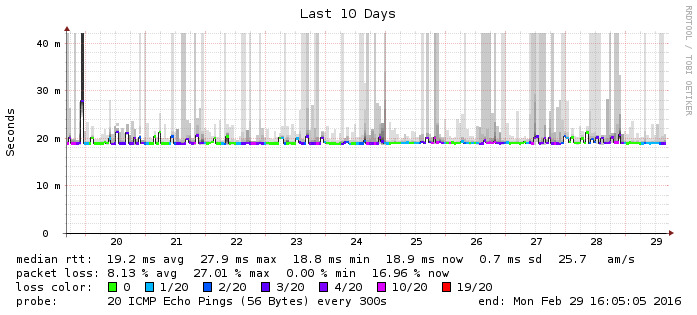 Last 10 Days
RRDTOOL / TOBI OETIKER
Seconds
40 m
30 m
20 m
10 m
0
20 21 22 23 24 25 26 27 28 29
median rtt: 19.2 ms avg 27.9 ms max 18.8 ms min 18.9 ms now 0.7 ms sd 25.7 am/s
packet loss: 8.13 % avg 27.01 % max 0.00 % min 16.96 % now
loss color: 0 1/20 2/20 3/20 4/20 10/20 19/20
probe: 20 ICMP Echo Pings (56 Bytes) every 300s end: Mon Feb 29 16:05:05 2016